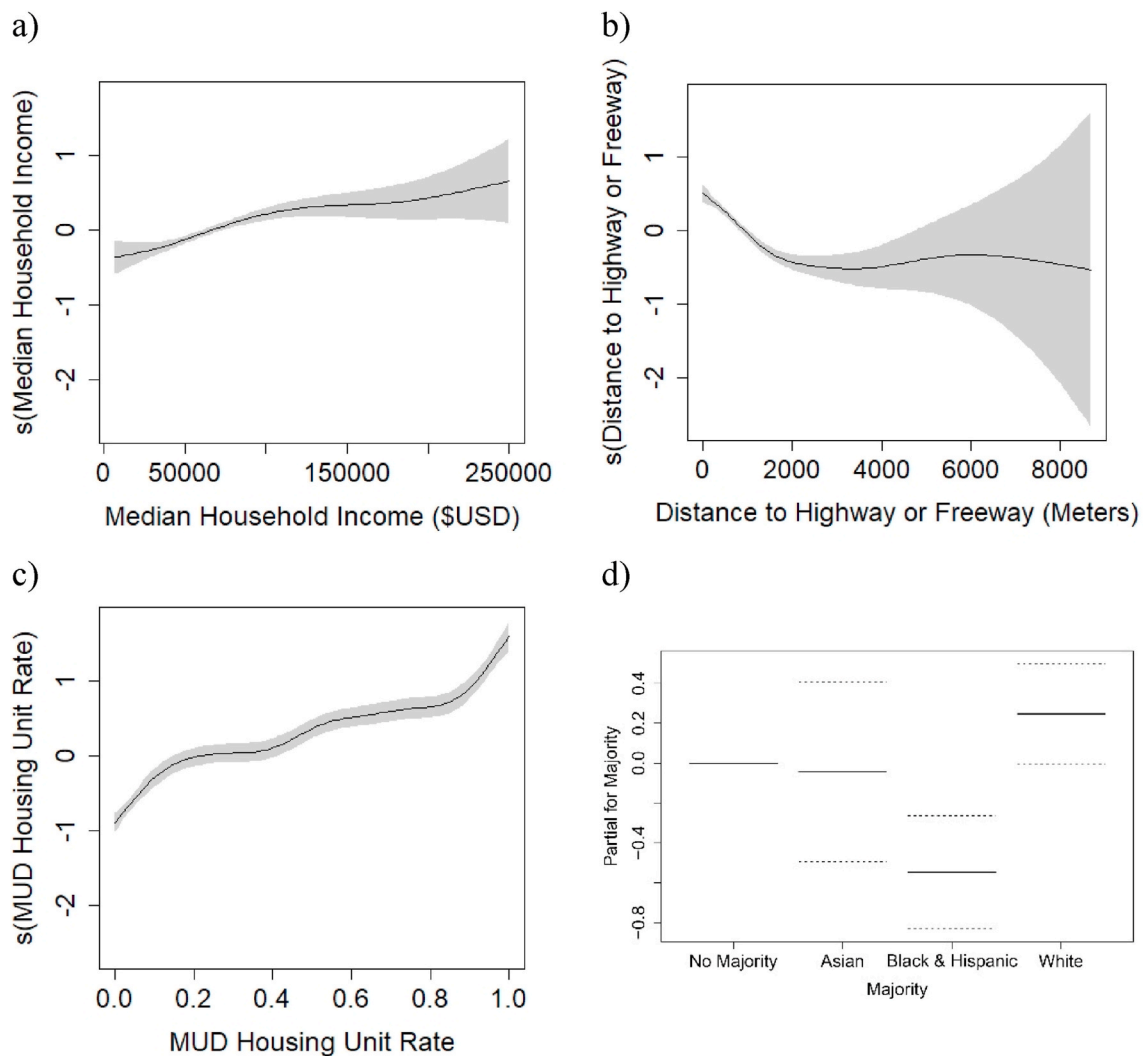 a)
s(Median Household Income)
1
0
-1
-2
0
50000
150000
250000
Median Household Income ($USD)
b)
s(Distance to Highway or Freeway)
1
0
-1
-2
0
2000
4000
6000
8000
Distance to Highway or Freeway (Meters)
c)
s(MUD Housing Unit Rate)
1
0
-1
-2
0.0
0.2
0.4
0.6
0.8
1.0
MUD Housing Unit Rate
d)
Partial for Majority
0.4
0.2
0.0
-0.4
-0.8
No Majority
Asian
Black & Hispanic
White
Majority